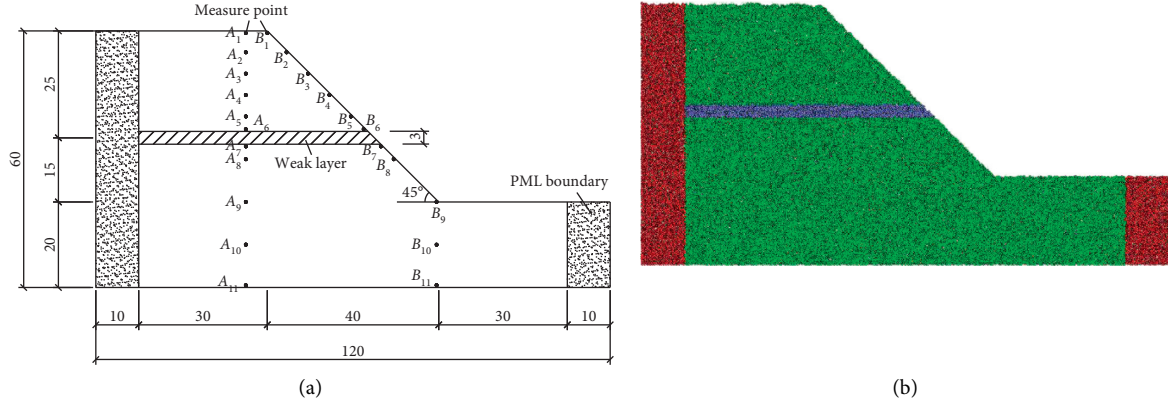 Measure point
A1
B1
A2
B2
A3
B3
A4
B4
A5
A6
B5
B6
3
A7
B7
Weak layer
A8
B8
45°
PML boundary
A9
B9
A10
B10
A11
B11
60
25
15
20
10
30
40
30
10
120
(a)
(b)